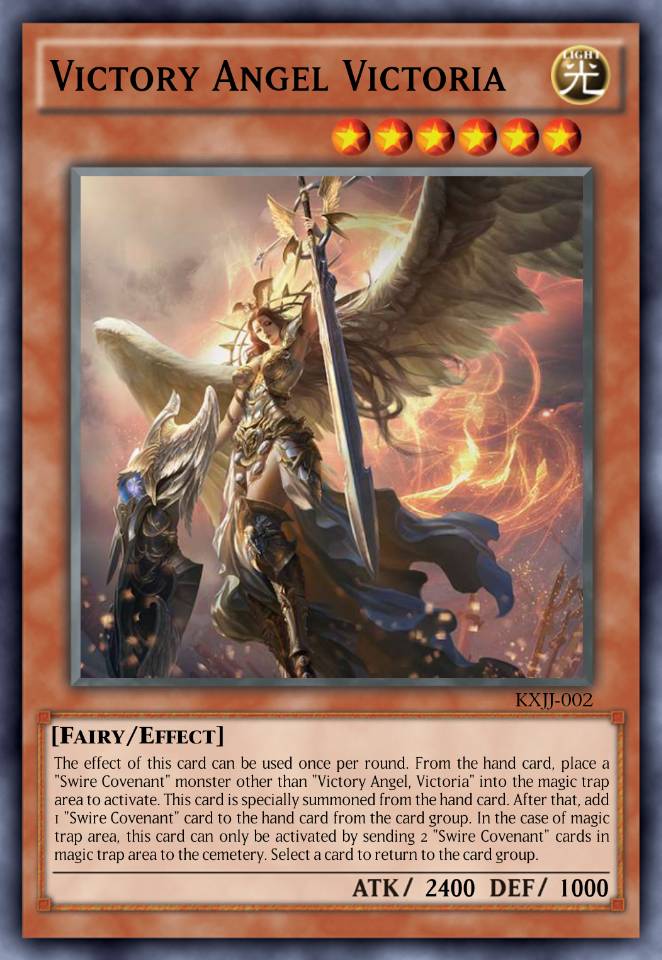 Victory Angel Victoria
LIGHT
光
KXJJ-002
[Fairy/Effect]
The effect of this card can be used once per round. From the hand card, place a
"Swire Covenant" monster other than "Victory Angel, Victoria" into the magic trap
area to activate. This card is specially summoned from the hand card. After that, add
1 "Swire Covenant" card to the hand card from the card group. In the case of magic
trap area, this card can only be activated by sending 2 "Swire Covenant" cards in
magic trap area to the cemetery. Select a card to return to the card group.
ATK/ 2400 DEF/ 1000